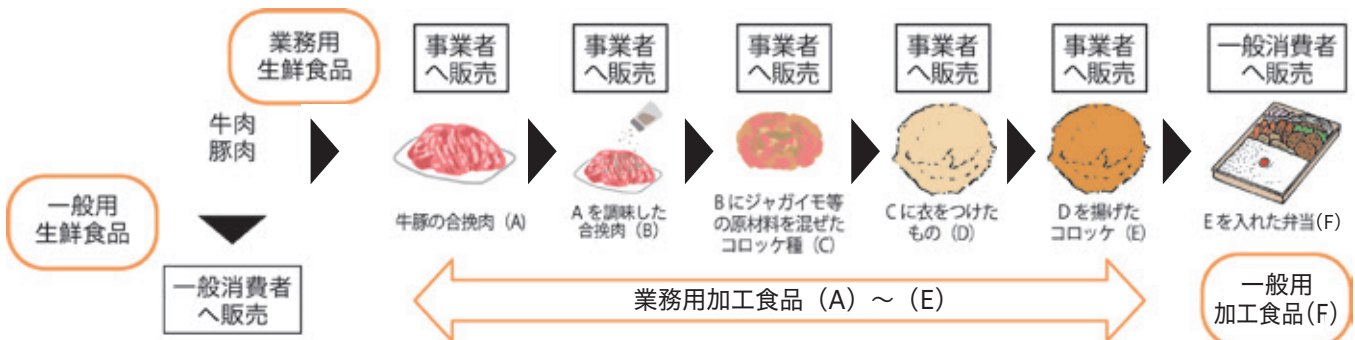 業務用
生鮮食品
牛肉
豚肉
一般用
生鮮食品
一般消費者
へ販売
事業者
へ販売
牛豚の合挽肉（A）
事業者
へ販売
Aを調味した
合挽肉（B）
事業者
へ販売
Bにジャガイモ等
の原材料を混ぜた
コロッケ種（C）
事業者
へ販売
Cに衣をつけた
もの（D）
事業者
へ販売
Dを揚げた
コロッケ（E）
一般消費者
へ販売
Eを入れた弁当(F)
業務用加工食品（A）～（E）
一般用
加工食品(F)